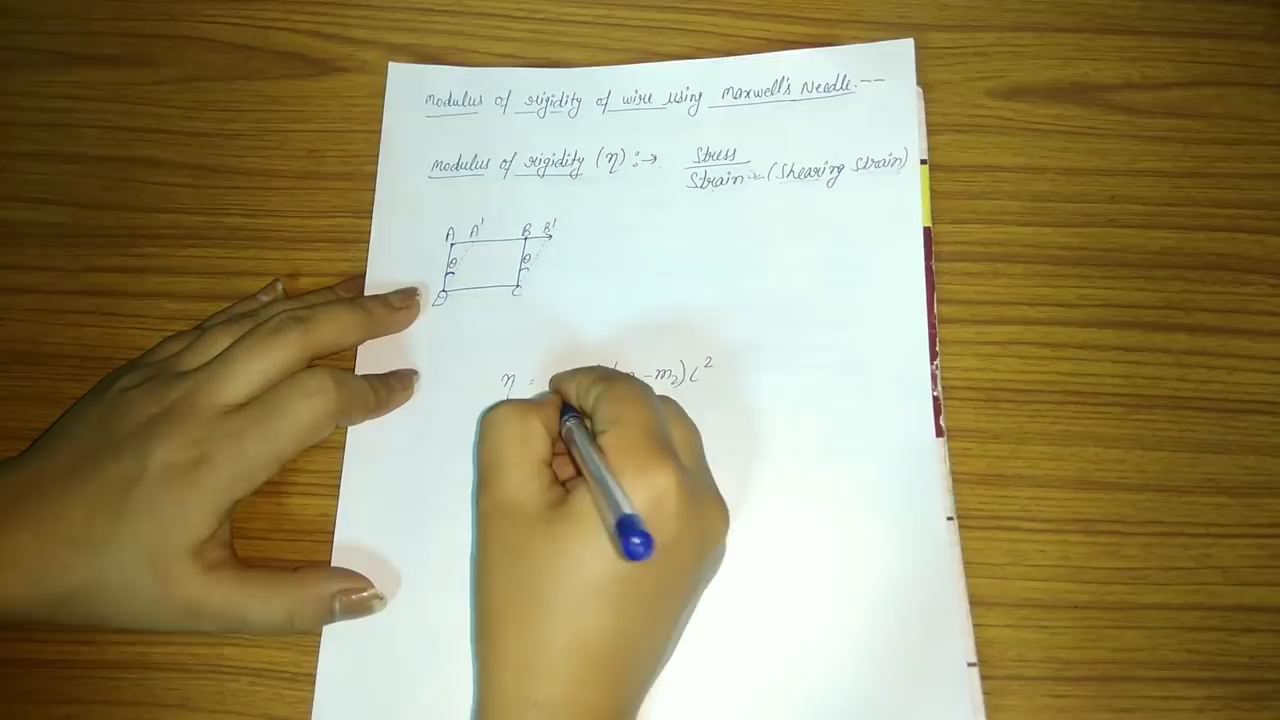 Modulus of rigidity of wire using Maxwell's Needle.--
Modulus of rigidity (η) :→ Stress
Strain → (Shearing Strain)
A A' B B'
θ θ
D C
η = - m₂) L²